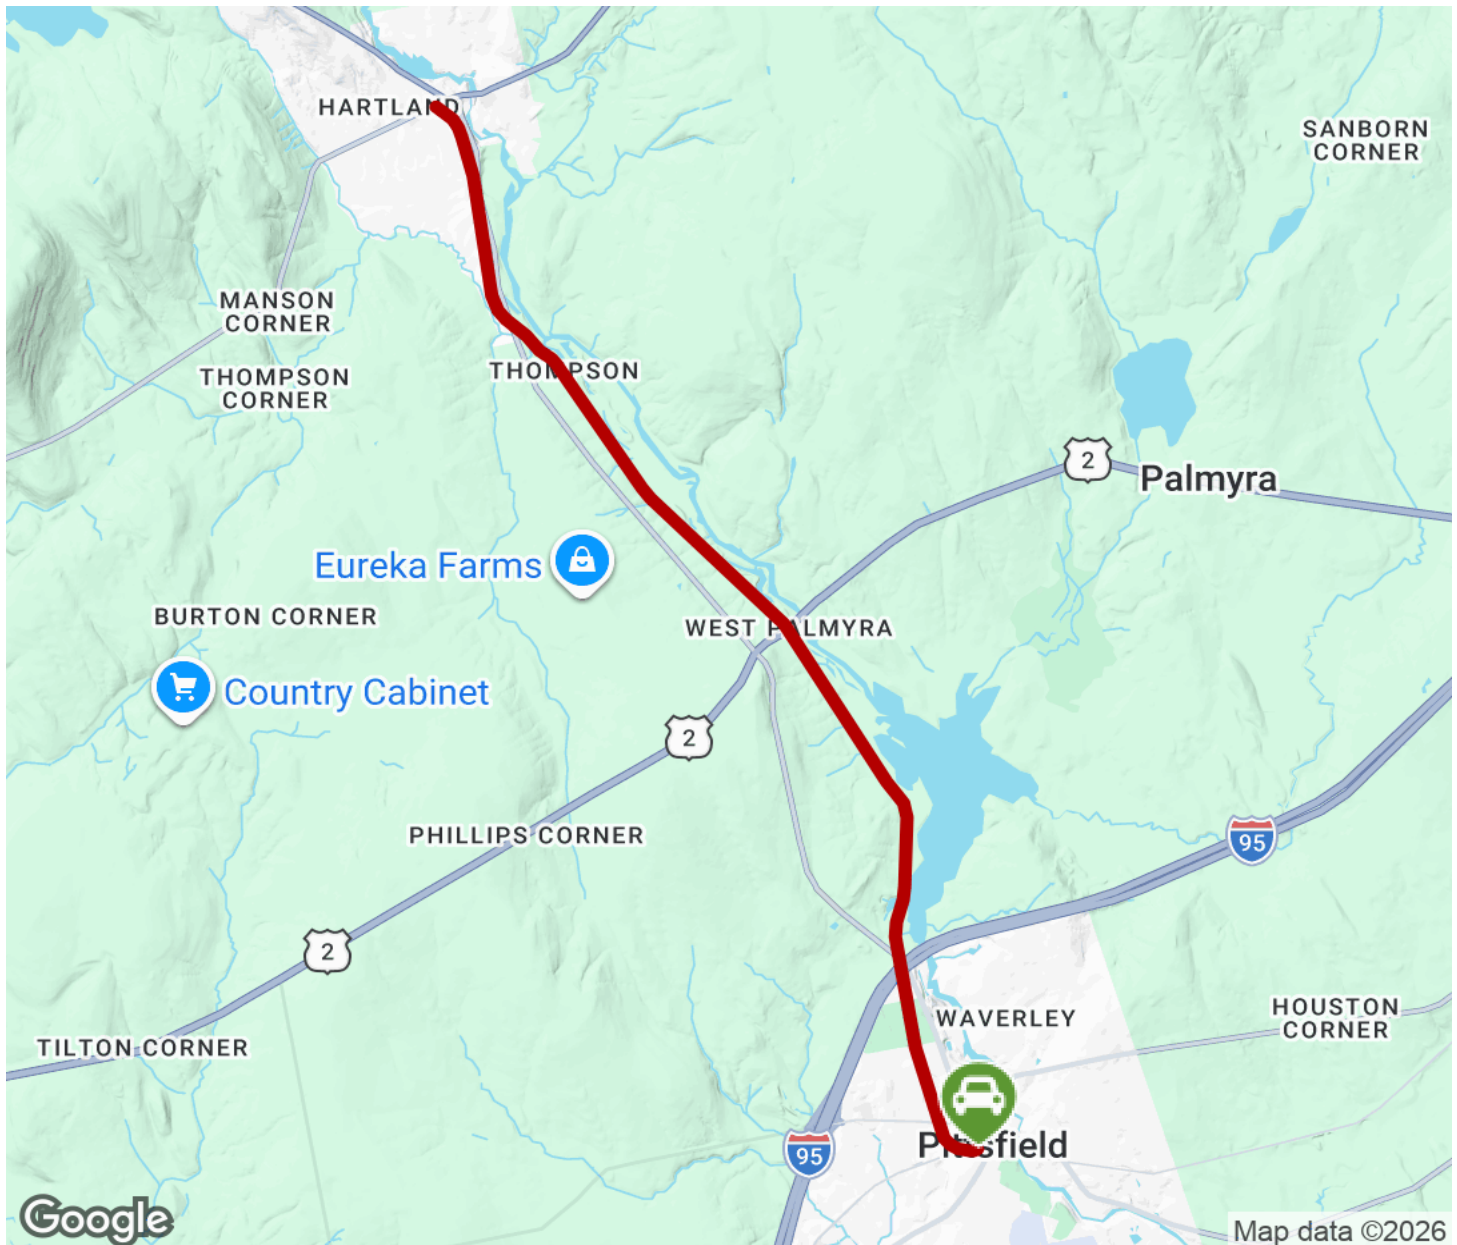 HARTLAND
SANBORN
CORNER
MANSON
CORNER
THOMPSON
CORNER
THOMPSON
2
Palmyra
Eureka Farms
BURTON CORNER
WEST PALMYRA
Country Cabinet
2
PHILLIPS CORNER
95
2
TILTON CORNER
WAVERLEY
HOUSTON
CORNER
Pittsfield
95
Google
Map data ©2026